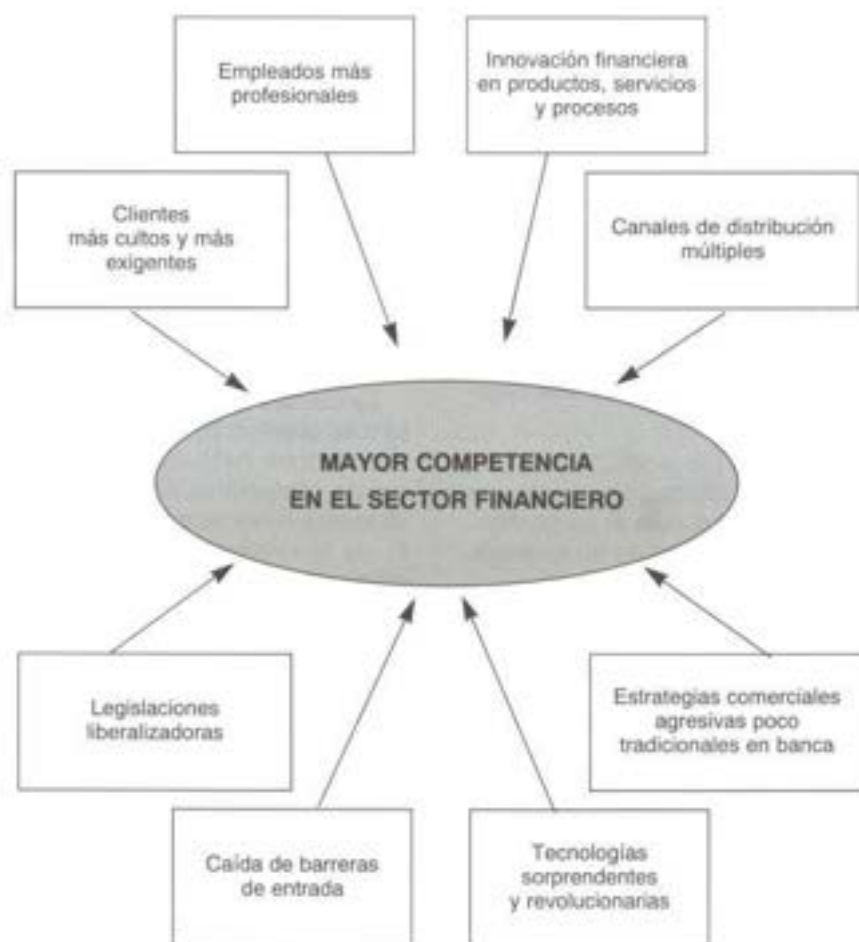 Empleados más
profesionales
Innovación financiera
en productos, servicios
y procesos
Clientes
más cultos y más
exigentes
Canales de distribución
múltiples
MAYOR COMPETENCIA
EN EL SECTOR FINANCIERO
Legislaciones
liberalizadoras
Estrategias comerciales
agresivas poco
tradicionales en banca
Caída de barreras
de entrada
Tecnologías
sorprendentes
y revolucionarias